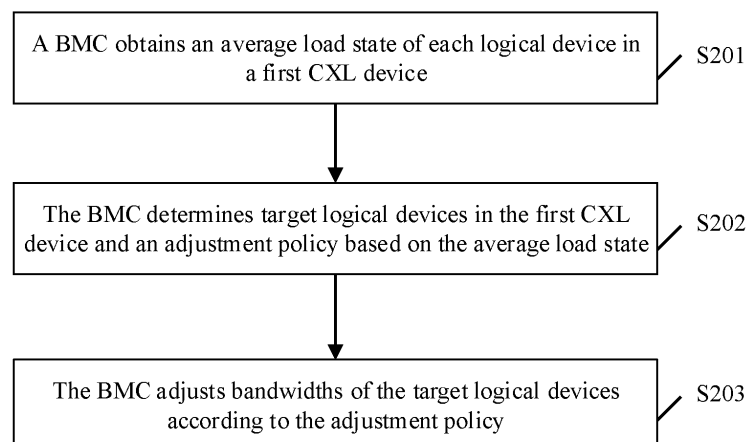 A BMC obtains an average load state of each logical device in
a first CXL device
S201
The BMC determines target logical devices in the first CXL
device and an adjustment policy based on the average load state
S202
The BMC adjusts bandwidths of the target logical devices
according to the adjustment policy
S203